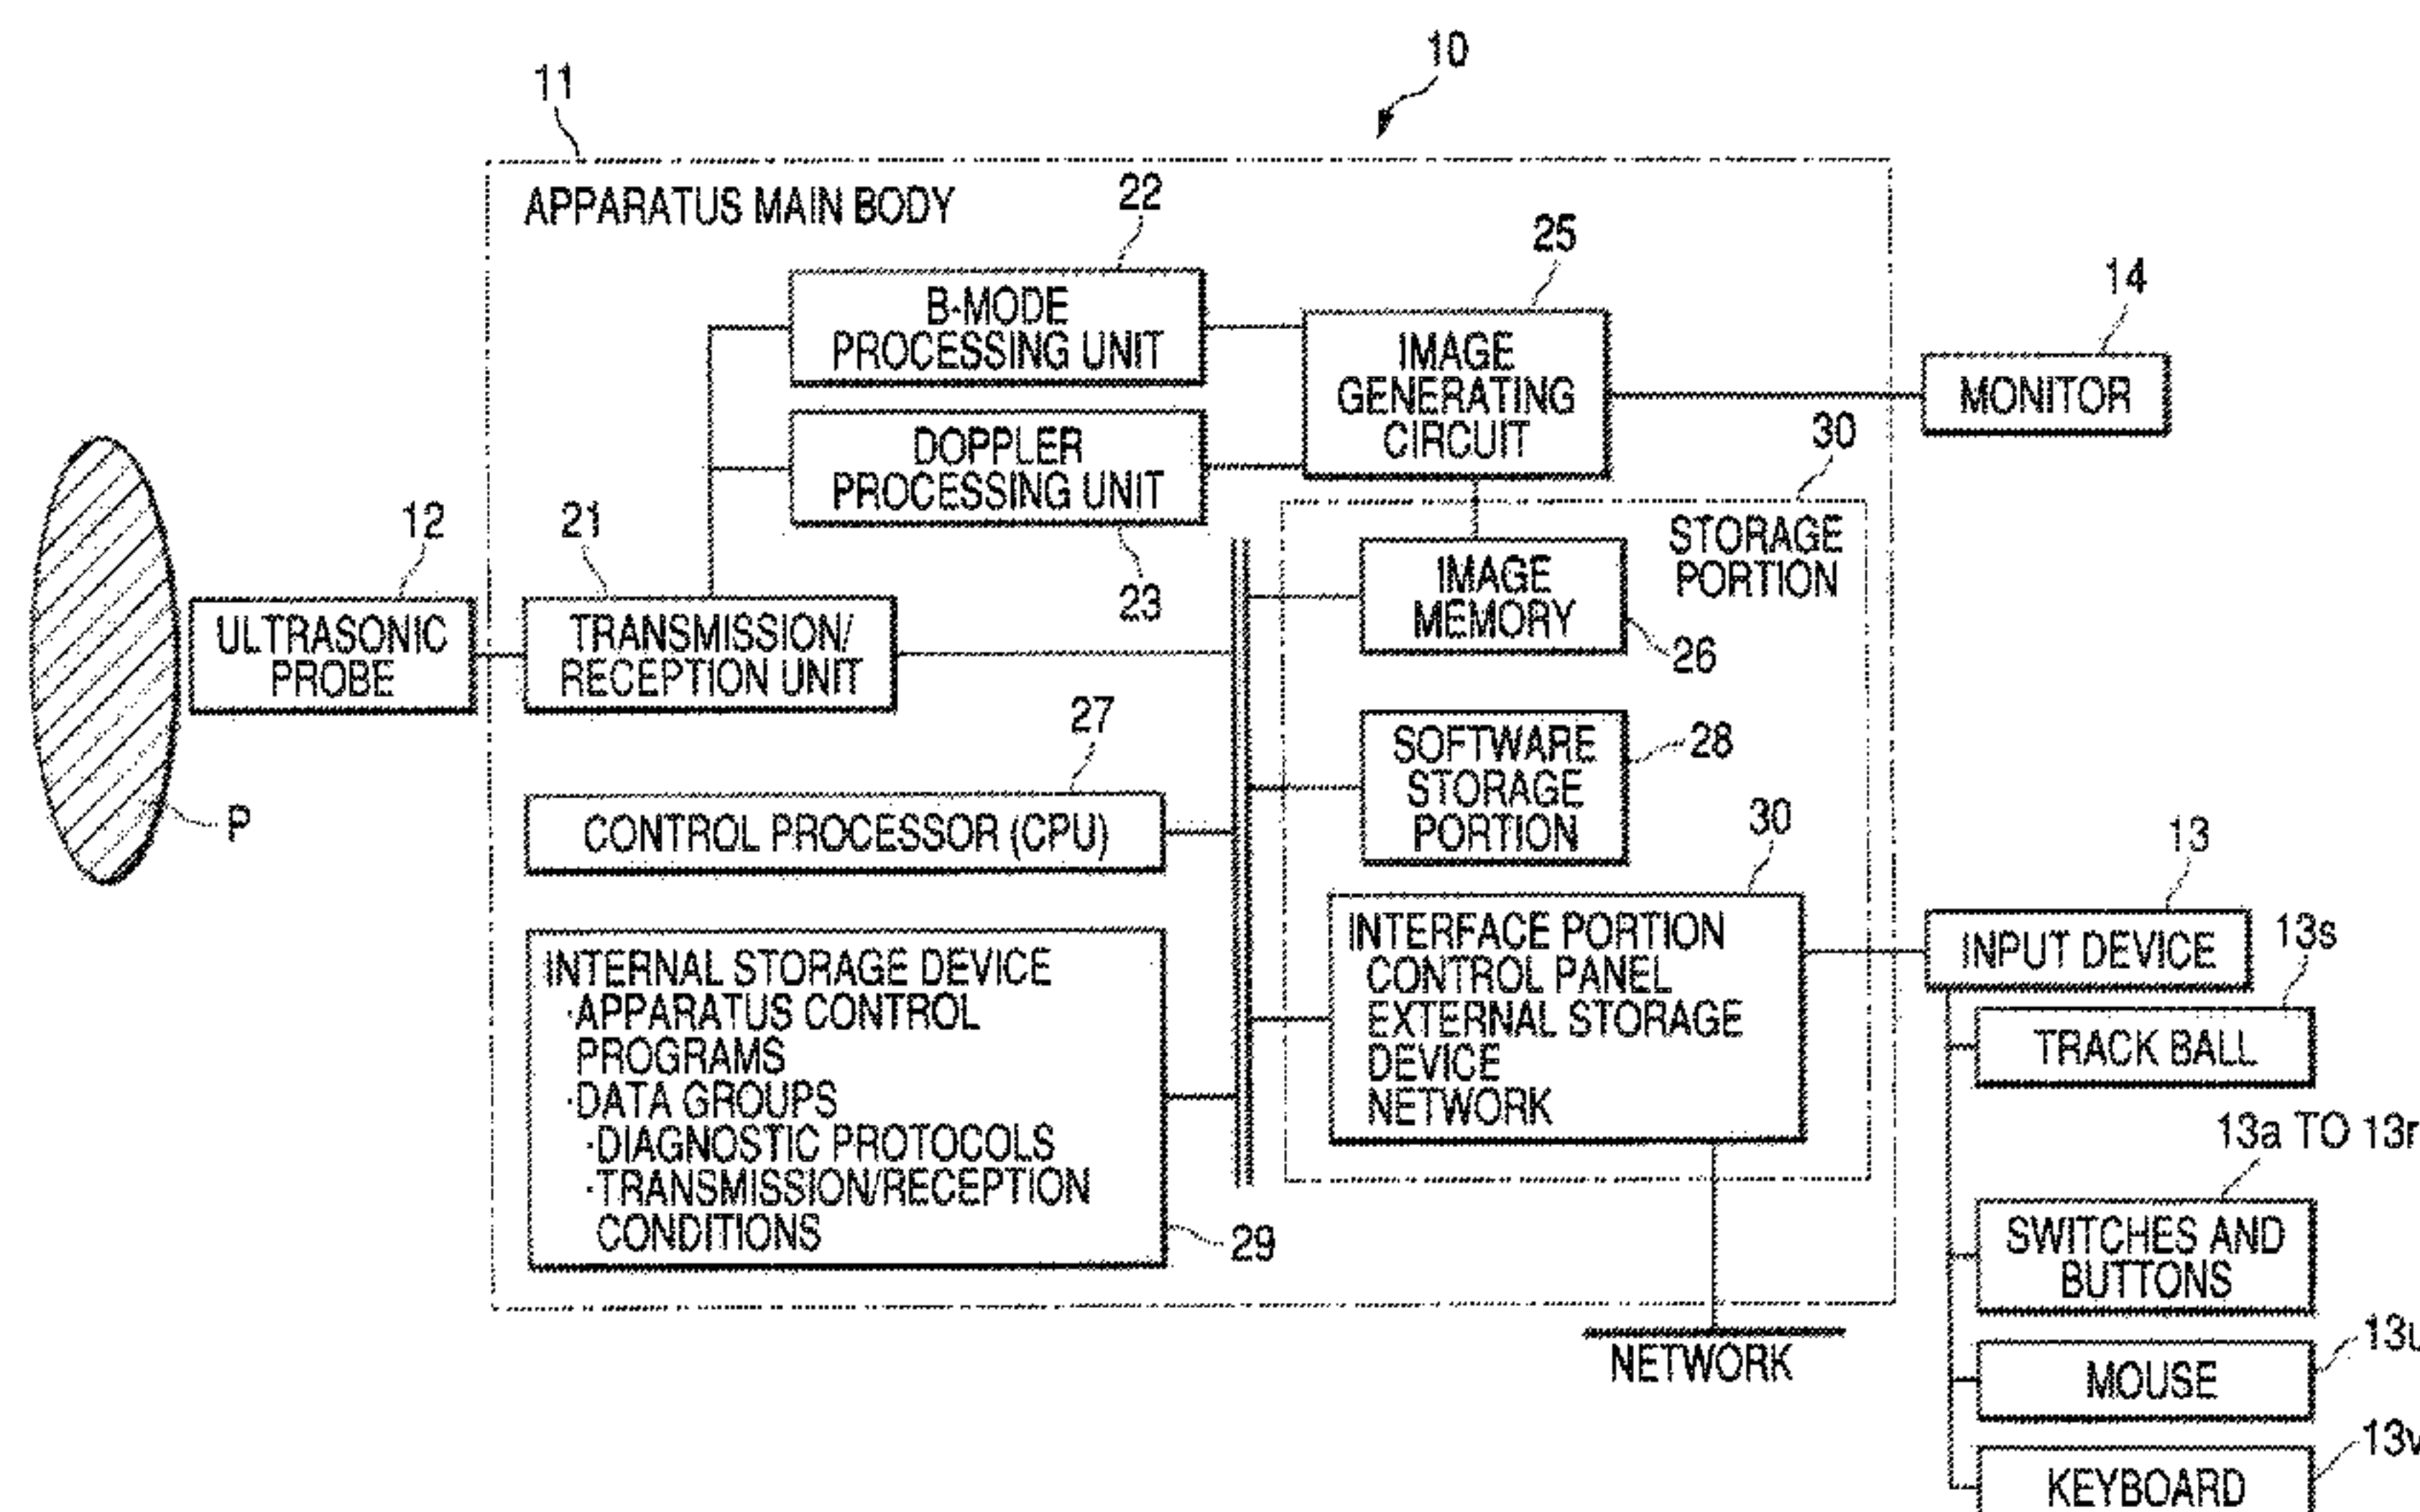 10
11
APPARATUS MAIN BODY
22
B-MODE
PROCESSING UNIT
25
IMAGE
GENERATING
CIRCUIT
14
MONITOR
DOPPLER
PROCESSING UNIT
23
30
STORAGE
PORTION
12
ULTRASONIC
PROBE
21
TRANSMISSION/
RECEPTION UNIT
IMAGE
MEMORY
26
P
27
CONTROL PROCESSOR (CPU)
SOFTWARE
STORAGE
PORTION
28
INTERNAL STORAGE DEVICE
·APPARATUS CONTROL
PROGRAMS
·DATA GROUPS
·DIAGNOSTIC PROTOCOLS
·TRANSMISSION/RECEPTION
CONDITIONS
29
30
INTERFACE PORTION
CONTROL PANEL
EXTERNAL STORAGE
DEVICE
NETWORK
NETWORK
13
INPUT DEVICE
13s
TRACK BALL
13a TO 13r
SWITCHES AND
BUTTONS
13u
MOUSE
13v
KEYBOARD